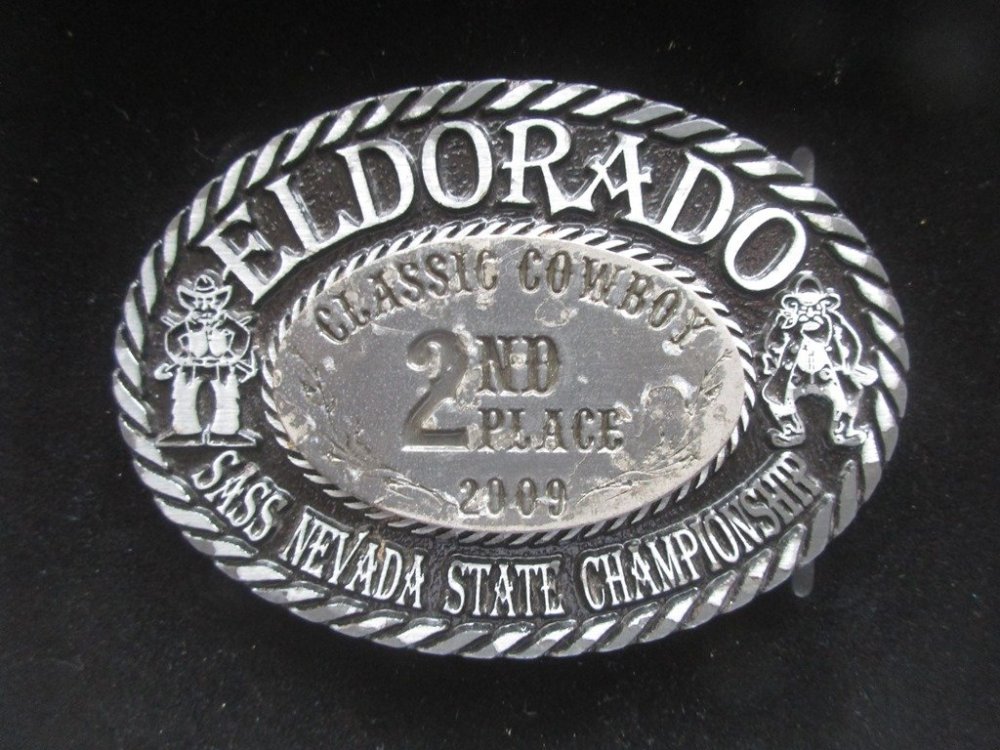 ELDORADO
CLASSIC COWBOY
2ND
PLACE
2009
SASS NEVADA STATE CHAMPIONSHIP